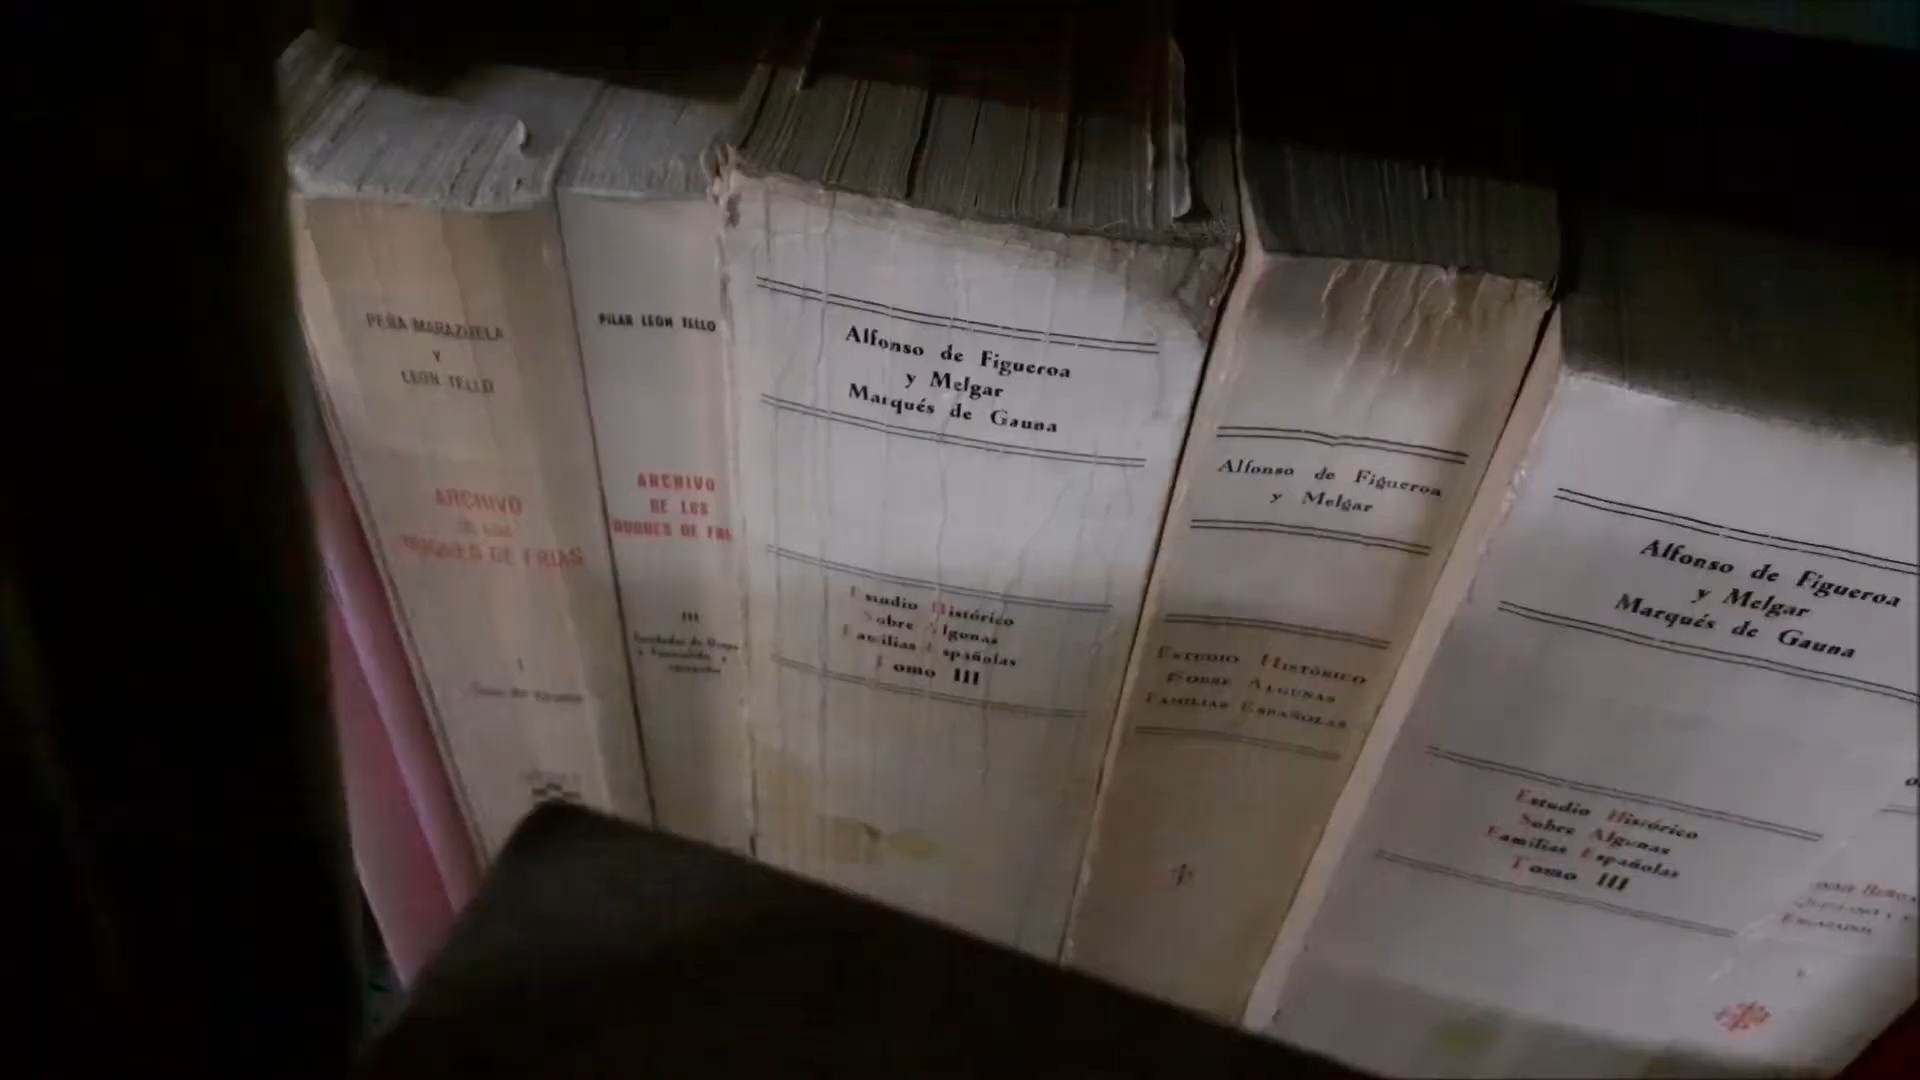 PEÑA MARAZUELA
Y
LEON TELLO
ARCHIVO
DE LOS
DUQUES DE FRIAS
I
PILAR LEON TELLO
ARCHIVO
DE LOS
DUQUES DE FRI
III
Alfonso de Figueroa
y Melgar
Marqués de Gauna
Estudio Histórico
Sobre Algunas
Familias Españolas
Tomo III
Alfonso de Figueroa
y Melgar
ESTUDIO HISTÓRICO
SOBRE ALGUNAS
FAMILIAS ESPAÑOLAS
Alfonso de Figueroa
y Melgar
Marqués de Gauna
Estudio Histórico
Sobre Algunas
Familias Españolas
Tomo III